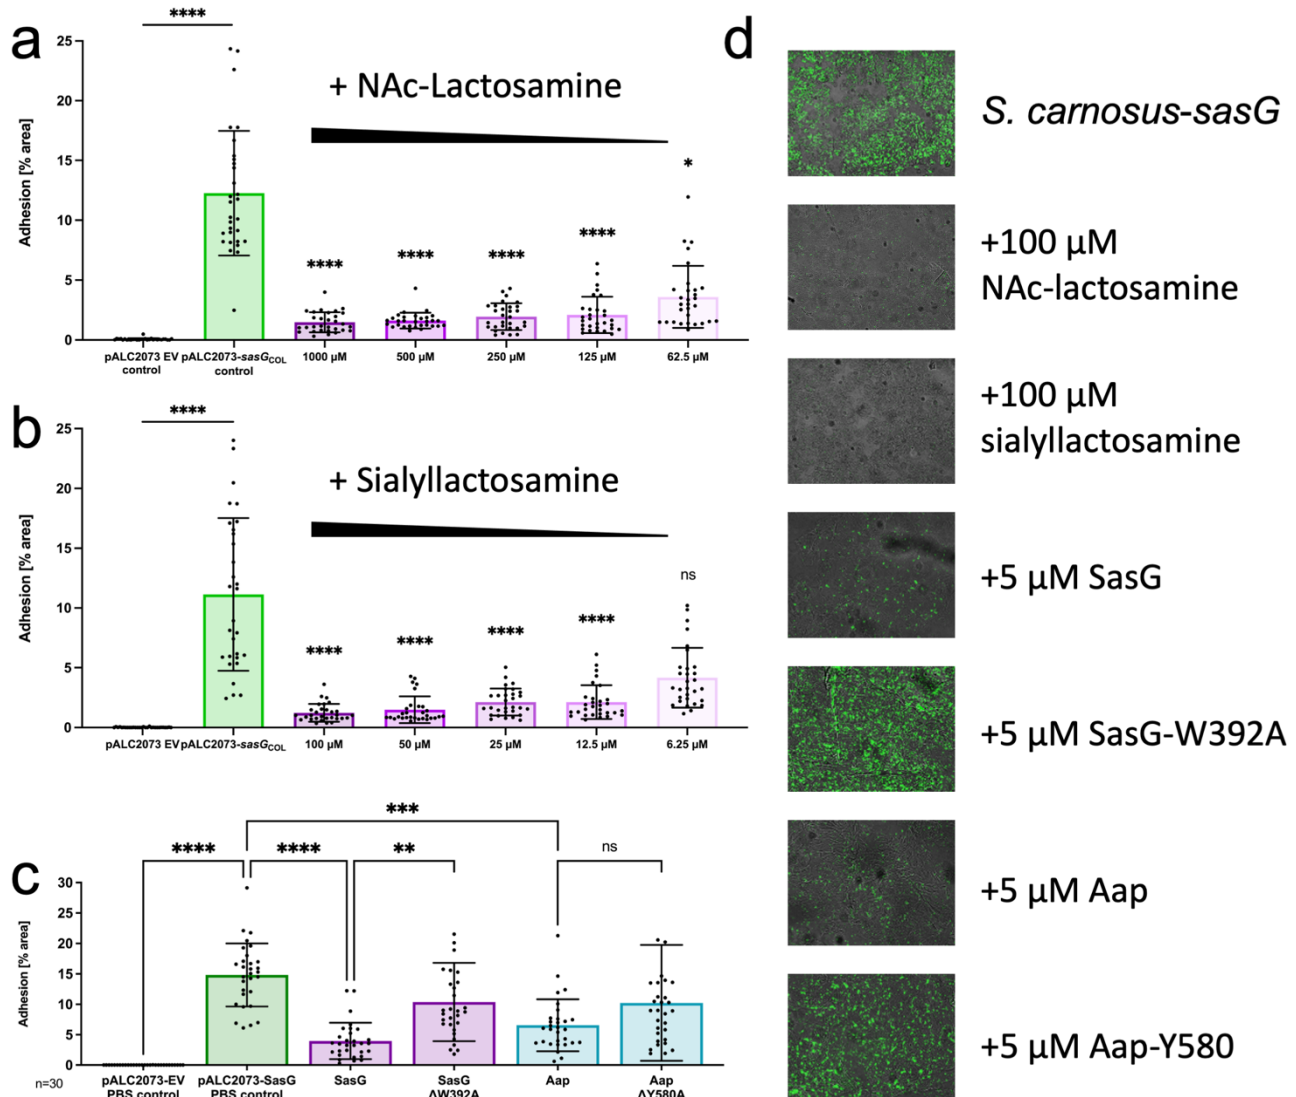 a
****
25
20
15
10
5
0
Adhesion [% area]
+ NAc-Lactosamine
****
****
****
****
*
pALC2073 EV
control
pALC2073-sasGCOL
control
1000 µM
500 µM
250 µM
125 µM
62.5 µM
b
****
25
20
15
10
5
0
Adhesion [% area]
+ Sialyllactosamine
****
****
****
****
ns
pALC2073 EV
pALC2073-sasGCOL
100 µM
50 µM
25 µM
12.5 µM
6.25 µM
c
***
****
****
**
ns
30
25
20
15
10
5
0
Adhesion [% area]
n=30
pALC2073-EV
PBS control
pALC2073-SasG
PBS control
SasG
SasG
ΔW392A
Aap
Aap
ΔY580A
d
S. carnosus-sasG
+100 µM
NAc-lactosamine
+100 µM
sialyllactosamine
+5 µM SasG
+5 µM SasG-W392A
+5 µM Aap
+5 µM Aap-Y580